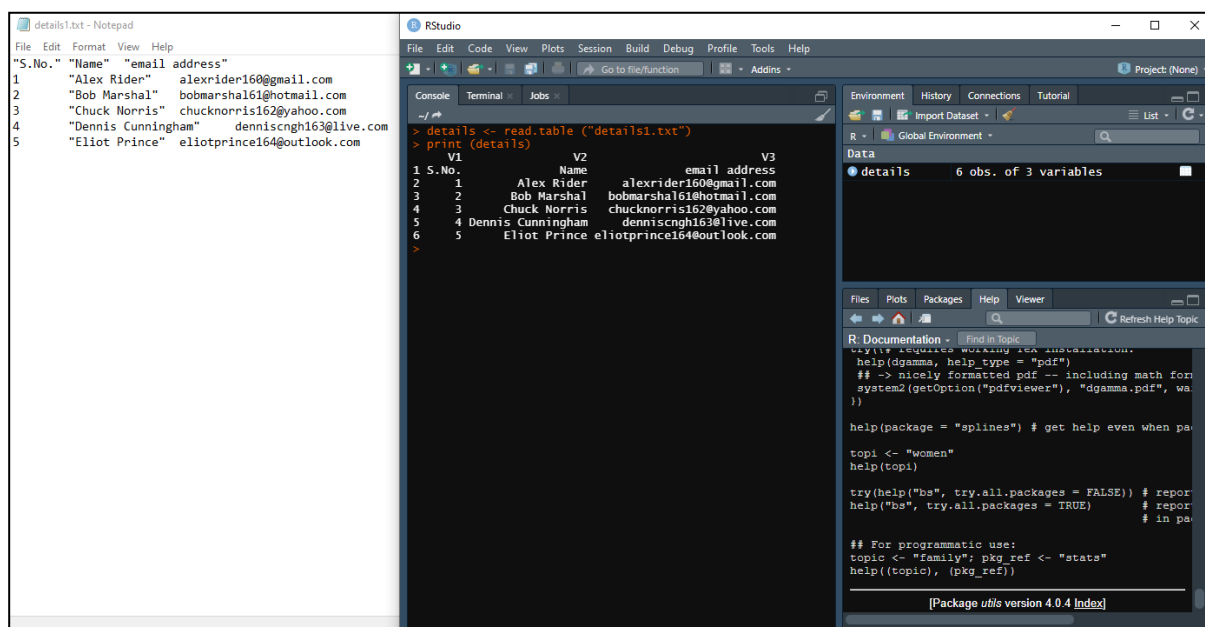 details1.txt - Notepad
File Edit Format View Help
"S.No." "Name" "email address"
1 "Alex Rider" alexrider160@gmail.com
2 "Bob Marshal" bobmarshal61@hotmail.com
3 "Chuck Norris" chucknorris162@yahoo.com
4 "Dennis Cunningham" denniscngh163@live.com
5 "Eliot Prince" eliotprince164@outlook.com
RStudio
File Edit Code View Plots Session Build Debug Profile Tools Help
Go to file/function Addins
Project: (None)
Console Terminal Jobs
~/
> details <- read.table ("details1.txt")
> print (details)
V1 V2 V3
1 S.No. Name email address
2 1 Alex Rider alexrider160@gmail.com
3 2 Bob Marshal bobmarshal61@hotmail.com
4 3 Chuck Norris chucknorris162@yahoo.com
5 4 Dennis Cunningham denniscngh163@live.com
6 5 Eliot Prince eliotprince164@outlook.com
>
Environment History Connections Tutorial
Import Dataset List
R Global Environment
Data
details 6 obs. of 3 variables
Files Plots Packages Help Viewer
Refresh Help Topic
R: Documentation Find in Topic
try({# requires working TeX installation:
help(dgamma, help_type = "pdf")
## -> nicely formatted pdf -- including math for
system2(getOption("pdfviewer"), "dgamma.pdf", wa
})
help(package = "splines") # get help even when pa
topi <- "women"
help(topi)
try(help("bs", try.all.packages = FALSE)) # repor
help("bs", try.all.packages = TRUE) # repor
# in pa
## For programmatic use:
topic <- "family"; pkg_ref <- "stats"
help((topic), (pkg_ref))
[Package utils version 4.0.4 Index]